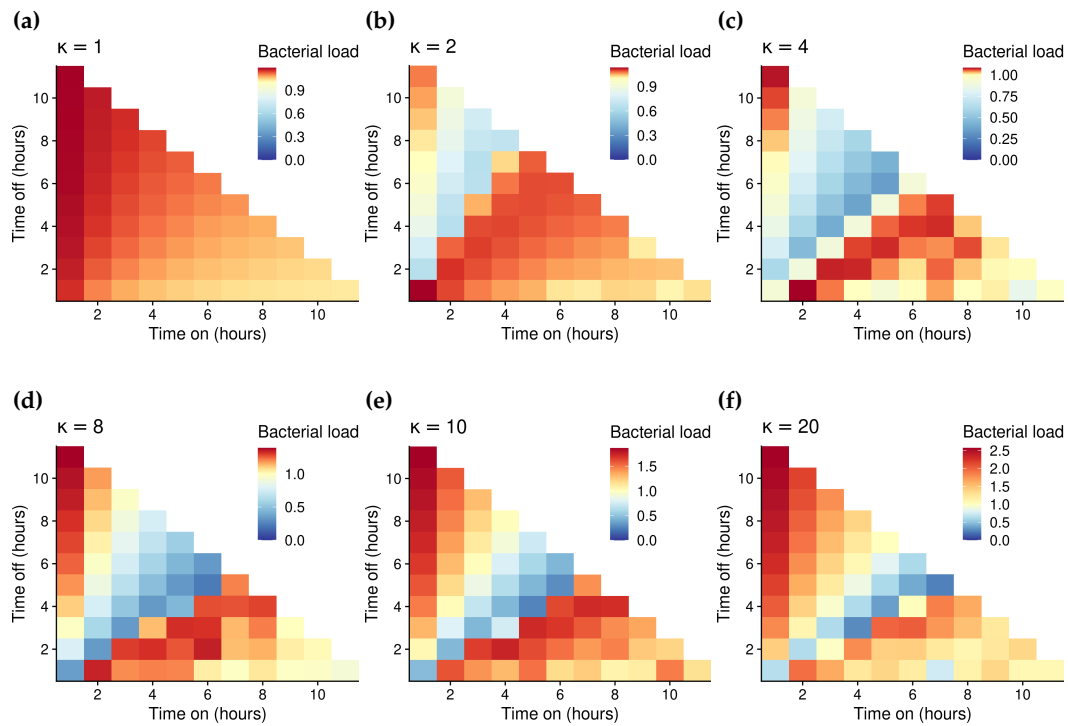 (a)
κ = 1
Bacterial load
0.9
0.6
0.3
0.0
Time off (hours)
10
8
6
4
2
2
4
6
8
10
Time on (hours)
(b)
κ = 2
Bacterial load
0.9
0.6
0.3
0.0
Time off (hours)
10
8
6
4
2
2
4
6
8
10
Time on (hours)
(c)
κ = 4
Bacterial load
1.00
0.75
0.50
0.25
0.00
Time off (hours)
10
8
6
4
2
2
4
6
8
10
Time on (hours)
(d)
κ = 8
Bacterial load
1.0
0.5
0.0
Time off (hours)
10
8
6
4
2
2
4
6
8
10
Time on (hours)
(e)
κ = 10
Bacterial load
1.5
1.0
0.5
0.0
Time off (hours)
10
8
6
4
2
2
4
6
8
10
Time on (hours)
(f)
κ = 20
Bacterial load
2.5
2.0
1.5
1.0
0.5
0.0
Time off (hours)
10
8
6
4
2
2
4
6
8
10
Time on (hours)